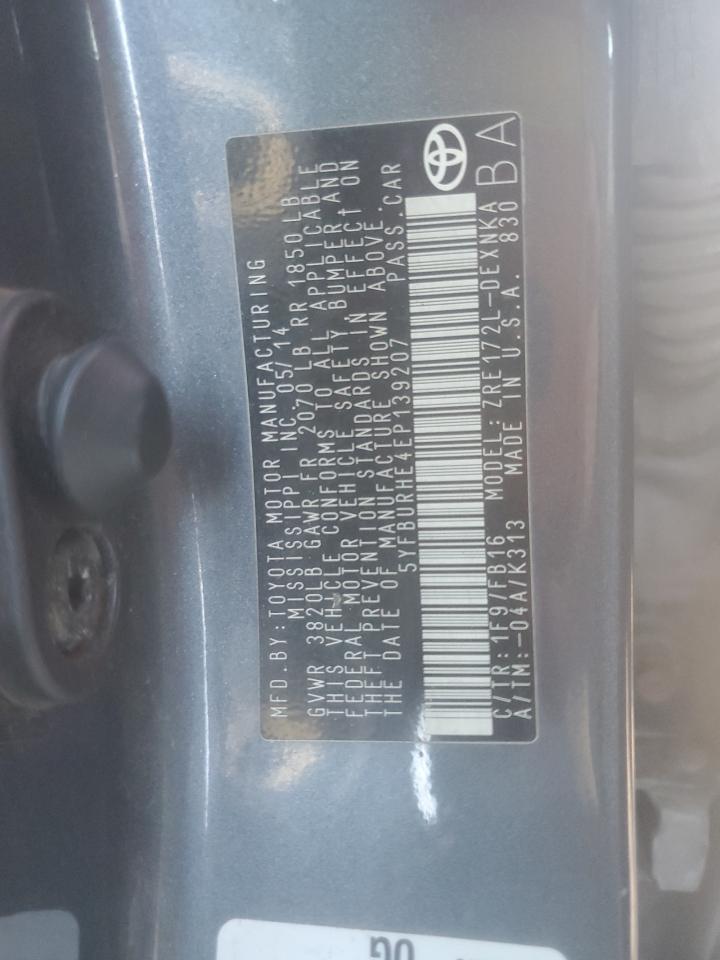 MFD.BY:TOYOTA MOTOR MANUFACTURING
MISSISSIPPI INC.05/14
GVWR 3820LB GAWR FR 2070 LB RR 1850 LB
THIS VEHICLE CONFORMS TO ALL APPLICABLE
FEDERAL MOTOR VEHICLE SAFETY, BUMPER AND
THEFT PREVENTION STANDARDS IN EFFECT ON
THE DATE OF MANUFACTURE SHOWN ABOVE.
5YFBURHE4EP139207 PASS.CAR
C/TR:1F9/FB16 MODEL:ZRE172L-DEXNKA
A/TM:-04A/K313 MADE IN U.S.A. 830
BA